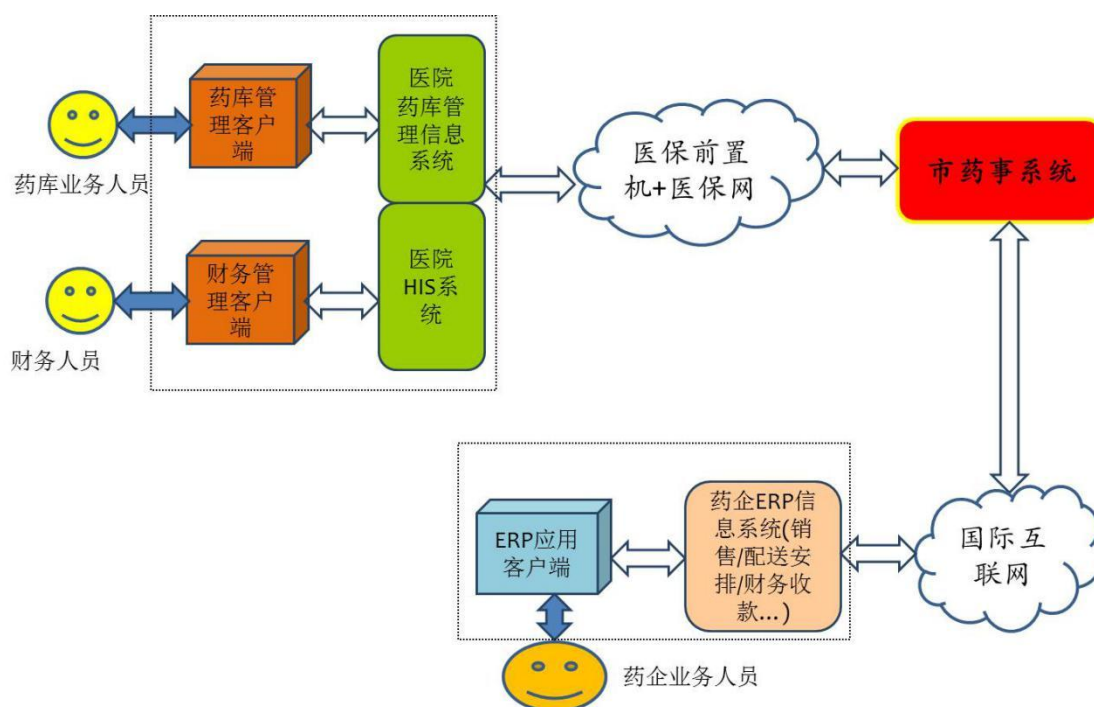 药库业务人员
药库管
理客户
端
医院
药库管
理信息
系统
医保前置
机+医保网
市药事系统
财务人员
财务管
理客户
端
医院
HIS系
统
ERP应用
客户端
药企ERP信
息系统(销
售/配送安
排/财务收
款...)
国际互
联网
药企业务人员